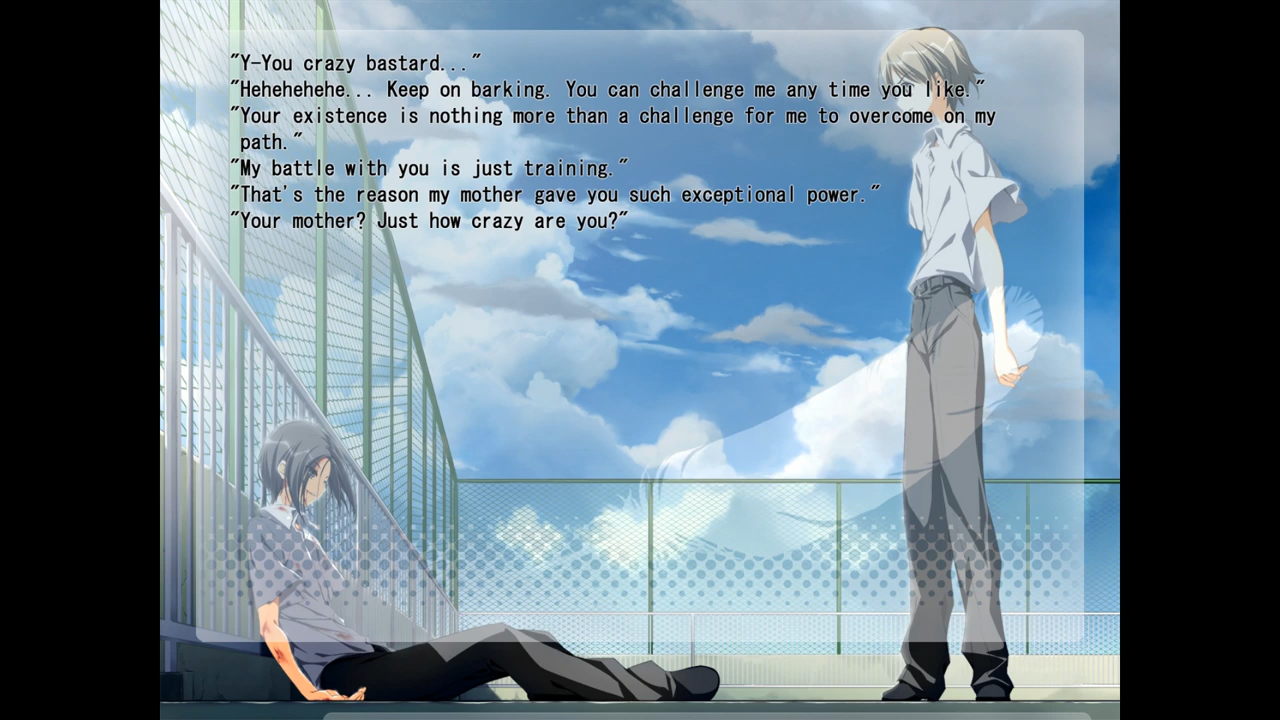 "Y-You crazy bastard..."
"Hehehehehe... Keep on barking. You can challenge me any time you like."
"Your existence is nothing more than a challenge for me to overcome on my
path."
"My battle with you is just training."
"That's the reason my mother gave you such exceptional power."
"Your mother? Just how crazy are you?"